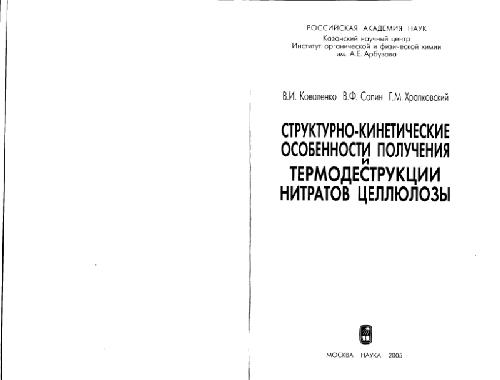 РОССИЙСКАЯ АКАДЕМИЯ НАУК
Казанский научный центр
Институт органической и физической химии
им. А.Е. Арбузова
В.И. Коваленко В.Ф. Сопин Г.М. Храпковский
СТРУКТУРНО-КИНЕТИЧЕСКИЕ
ОСОБЕННОСТИ ПОЛУЧЕНИЯ
И
ТЕРМОДЕСТРУКЦИИ
НИТРАТОВ ЦЕЛЛЮЛОЗЫ
МОСКВА НАУКА 2005